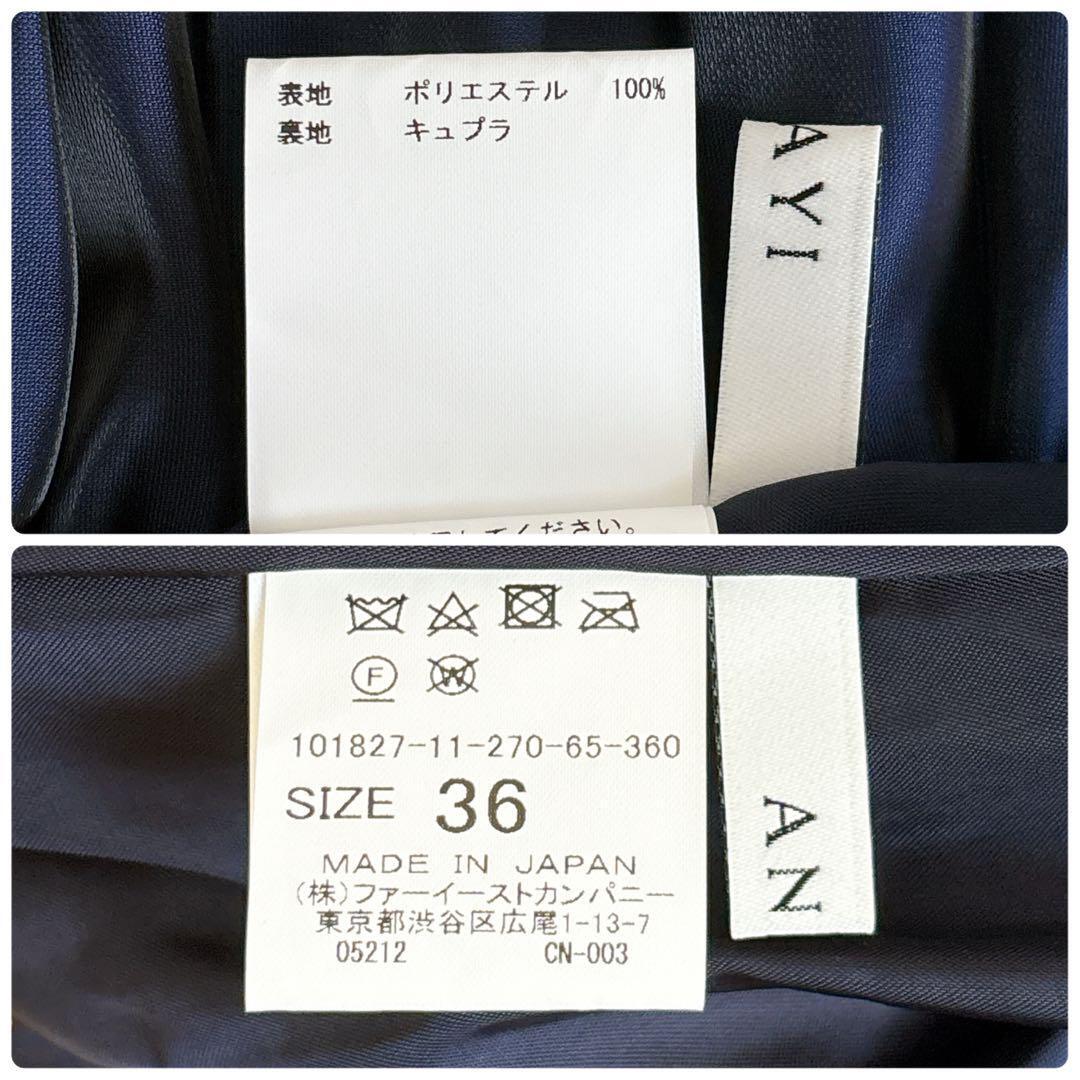 表地 ポリエステル 100%
裏地 キュプラ
AYI
てください。
F
W
101827-11-270-65-360
SIZE 36
MADE IN JAPAN
(株)ファーイーストカンパニー
東京都渋谷区広尾1-13-7
05212 CN-003
AN